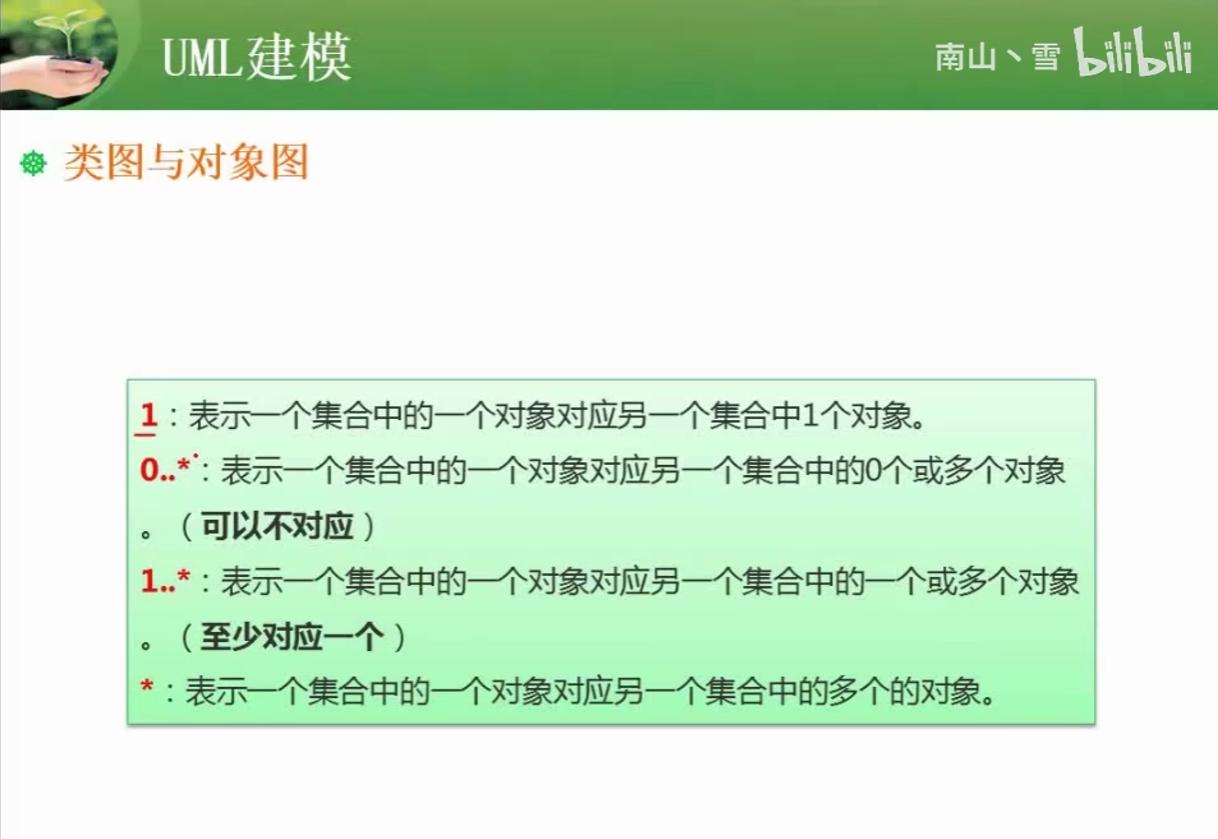 UML建模
南山丶雪 bilibili
类图与对象图
1：表示一个集合中的一个对象对应另一个集合中1个对象。
0..*：表示一个集合中的一个对象对应另一个集合中的0个或多个对象
。（可以不对应）
1..*：表示一个集合中的一个对象对应另一个集合中的一个或多个对象
。（至少对应一个）
*：表示一个集合中的一个对象对应另一个集合中的多个的对象。